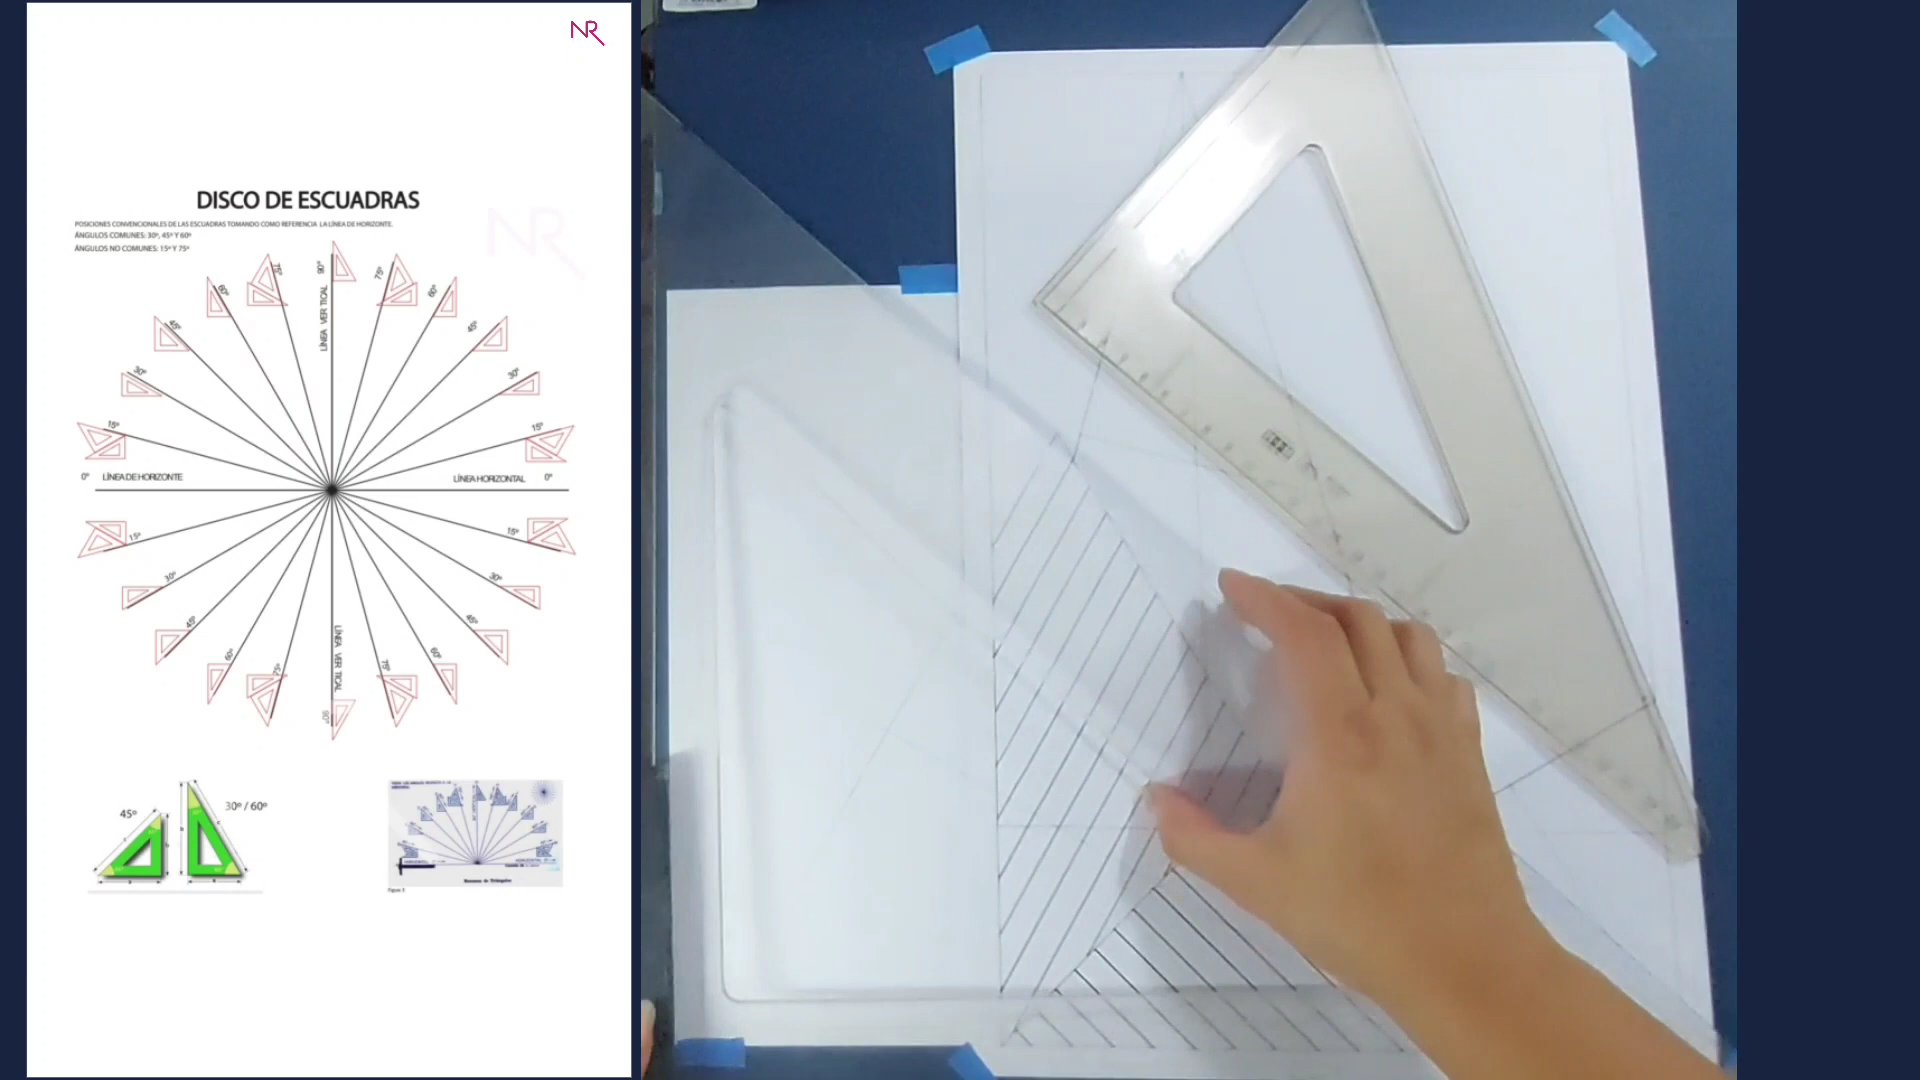 NR
DISCO DE ESCUADRAS
POSICIONES CONVENCIONALES DE LAS ESCUADRAS TOMANDO COMO REFERENCIA LA LÍNEA DE HORIZONTE.
ÁNGULOS COMUNES: 30º, 45º Y 60º
ÁNGULOS NO COMUNES: 15º Y 75º
NR
75º
90º
75º
60º
60º
LÍNEA VERTICAL
45º
45º
30º
30º
15º
15º
0º LÍNEA DE HORIZONTE
LÍNEA HORIZONTAL 0º
15º
15º
30º
30º
45º
45º
LÍNEA VERTICAL
60º
60º
75º
75º
90º
45º
30º / 60º